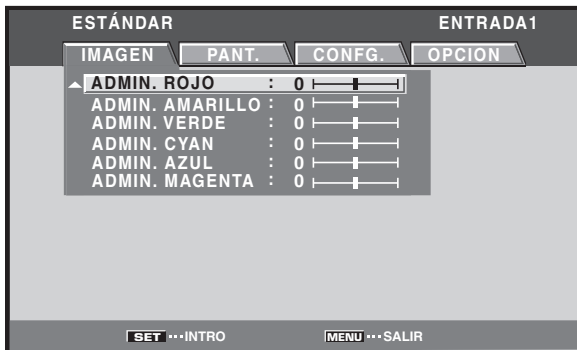 ESTÁNDAR ENTRADA1
IMAGEN PANT. CONFG. OPCION
ADMIN. ROJO : 0
ADMIN. AMARILLO : 0
ADMIN. VERDE : 0
ADMIN. CYAN : 0
ADMIN. AZUL : 0
ADMIN. MAGENTA : 0
SET ···INTRO MENU ···SALIR